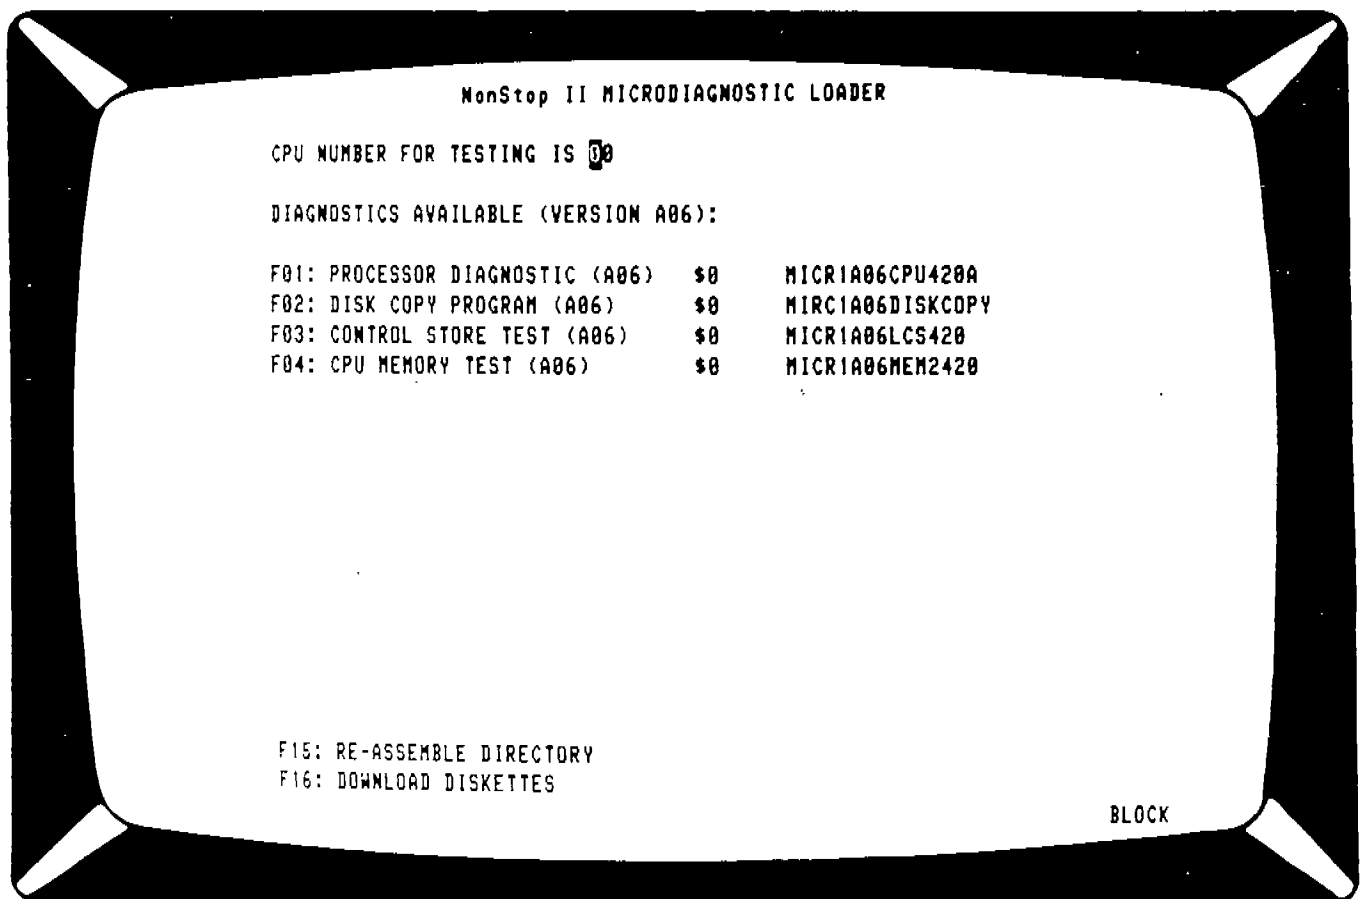 NonStop II MICRODIAGNOSTIC LOADER
CPU NUMBER FOR TESTING IS 00
DIAGNOSTICS AVAILABLE (VERSION A06):
F01: PROCESSOR DIAGNOSTIC (A06) $0 MICR1A06CPU420A
F02: DISK COPY PROGRAM (A06) $0 MIRC1A06DISKCOPY
F03: CONTROL STORE TEST (A06) $0 MICR1A06LCS420
F04: CPU MEMORY TEST (A06) $0 MICR1A06MEM2420
F15: RE-ASSEMBLE DIRECTORY
F16: DOWNLOAD DISKETTES
BLOCK